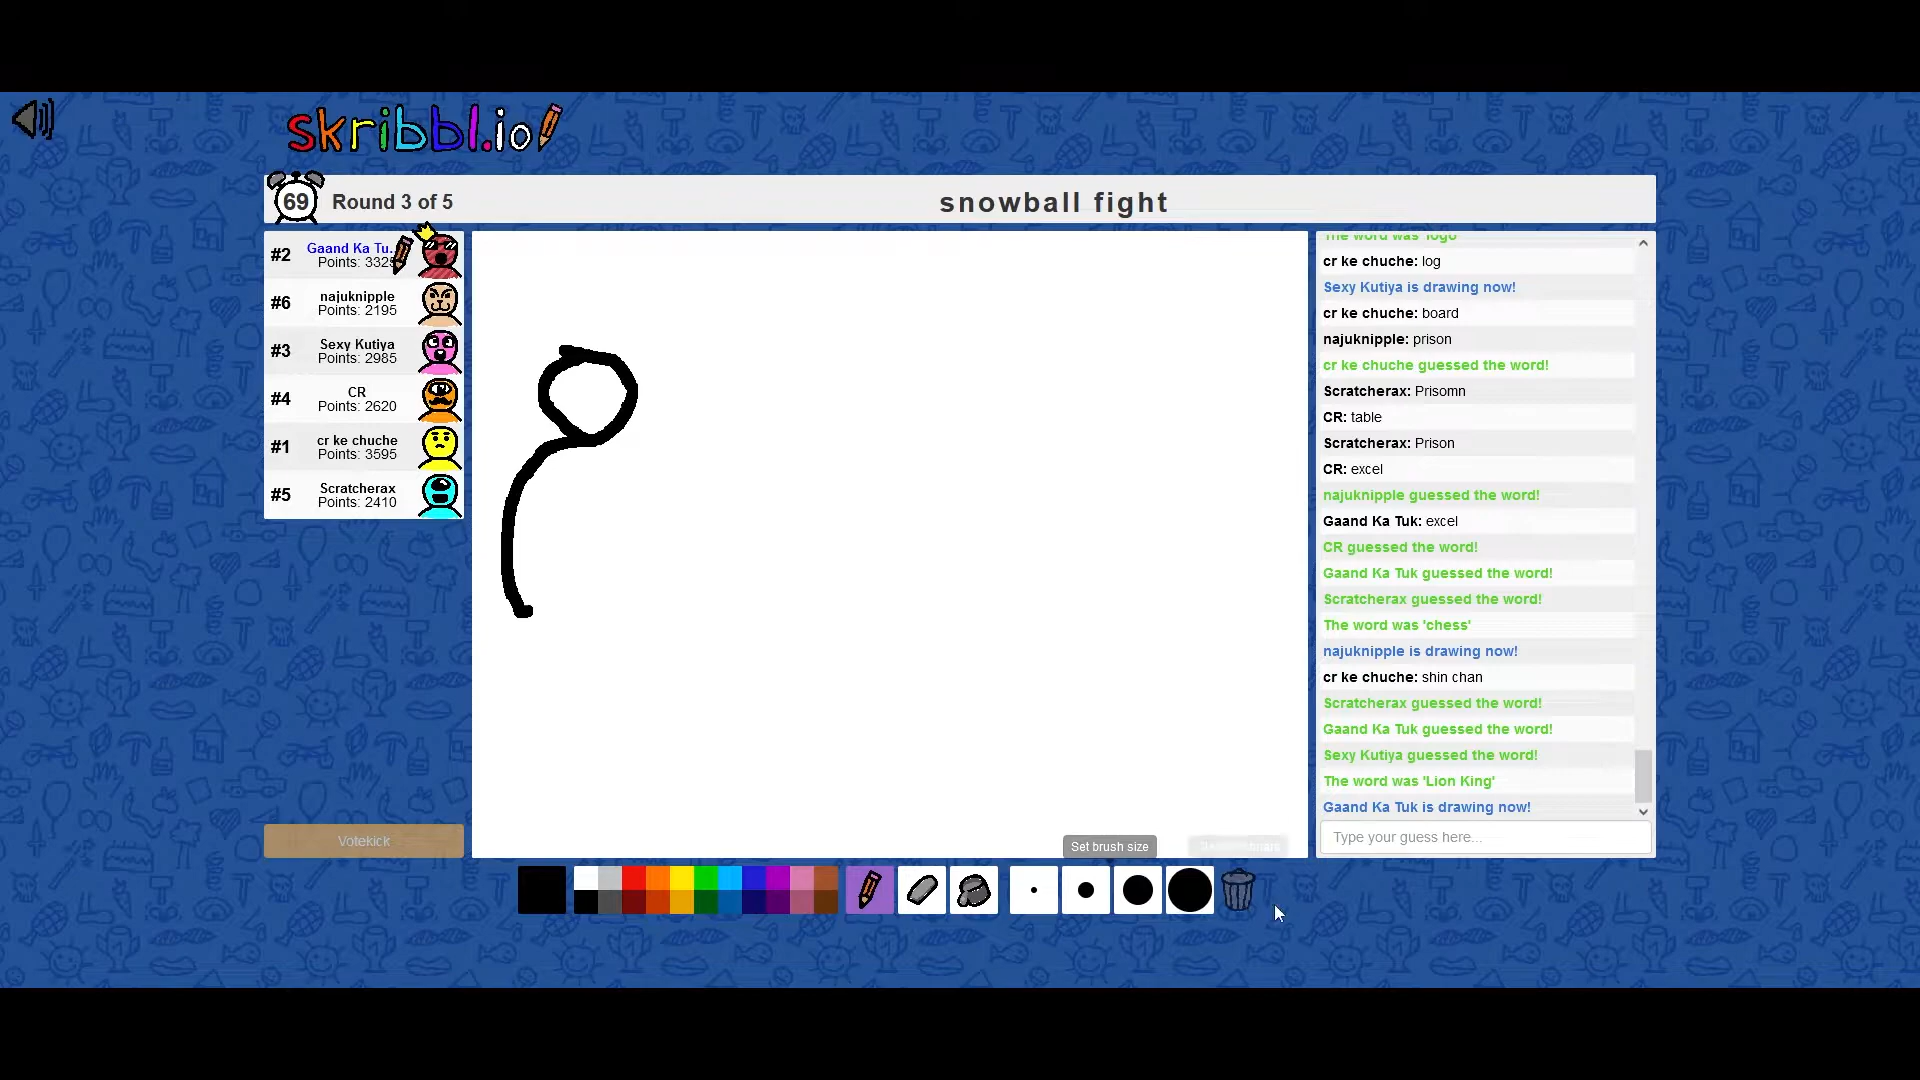 skribbl.io
69
Round 3 of 5
snowball fight
#2
Gaand Ka Tu...
Points: 3325
#6
najuknipple
Points: 2195
#3
Sexy Kutiya
Points: 2985
#4
CR
Points: 2620
#1
cr ke chuche
Points: 3595
#5
Scratcherax
Points: 2410
Votekick
The word was 'logo'
cr ke chuche: log
Sexy Kutiya is drawing now!
cr ke chuche: board
najuknipple: prison
cr ke chuche guessed the word!
Scratcherax: Prisomn
CR: table
Scratcherax: Prison
CR: excel
najuknipple guessed the word!
Gaand Ka Tuk: excel
CR guessed the word!
Gaand Ka Tuk guessed the word!
Scratcherax guessed the word!
The word was 'chess'
najuknipple is drawing now!
cr ke chuche: shin chan
Scratcherax guessed the word!
Gaand Ka Tuk guessed the word!
Sexy Kutiya guessed the word!
The word was 'Lion King'
Gaand Ka Tuk is drawing now!
Type your guess here...
Set brush size